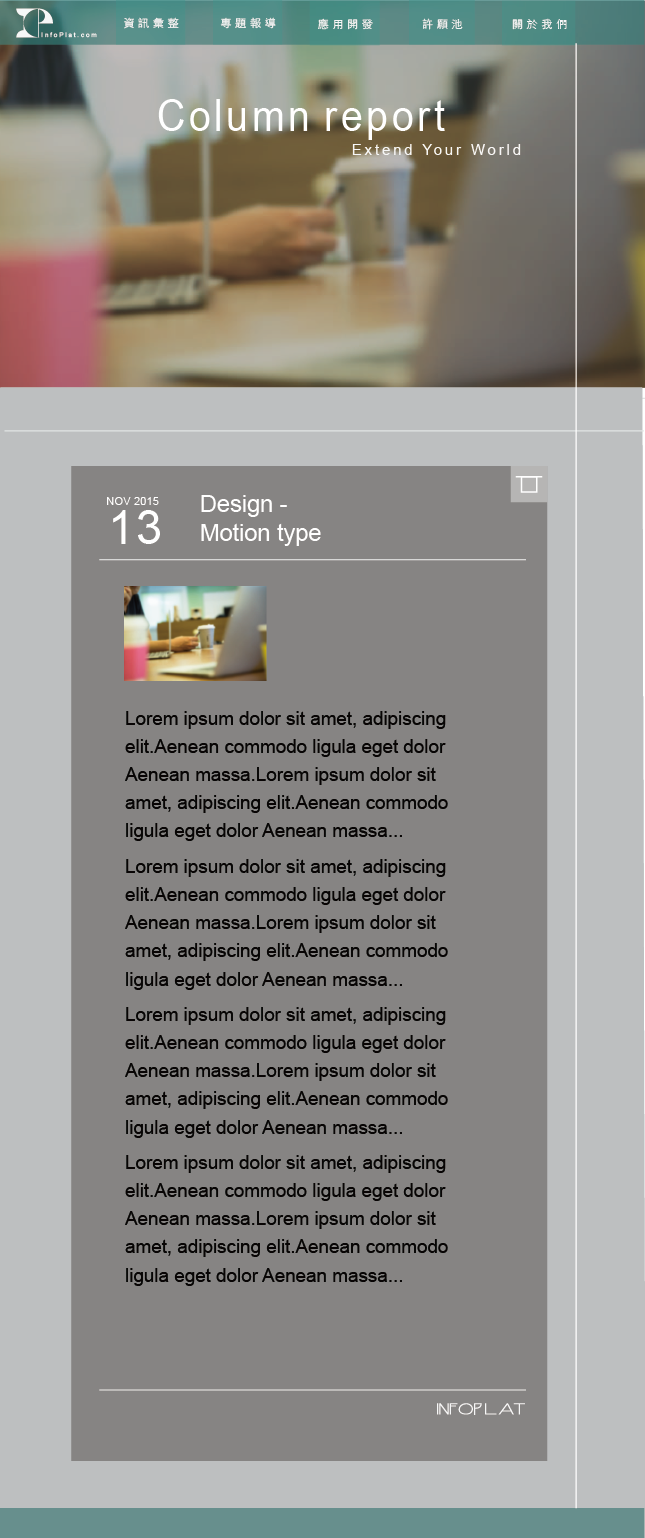 InfoPlat.com
資訊彙整 專題報導 應用開發 許願池 關於我們
Column report
Extend Your World
NOV 2015
13
Design -
Motion type
Lorem ipsum dolor sit amet, adipiscing
elit.Aenean commodo ligula eget dolor
Aenean massa.Lorem ipsum dolor sit
amet, adipiscing elit.Aenean commodo
ligula eget dolor Aenean massa...
Lorem ipsum dolor sit amet, adipiscing
elit.Aenean commodo ligula eget dolor
Aenean massa.Lorem ipsum dolor sit
amet, adipiscing elit.Aenean commodo
ligula eget dolor Aenean massa...
Lorem ipsum dolor sit amet, adipiscing
elit.Aenean commodo ligula eget dolor
Aenean massa.Lorem ipsum dolor sit
amet, adipiscing elit.Aenean commodo
ligula eget dolor Aenean massa...
Lorem ipsum dolor sit amet, adipiscing
elit.Aenean commodo ligula eget dolor
Aenean massa.Lorem ipsum dolor sit
amet, adipiscing elit.Aenean commodo
ligula eget dolor Aenean massa...
INFOPLAT